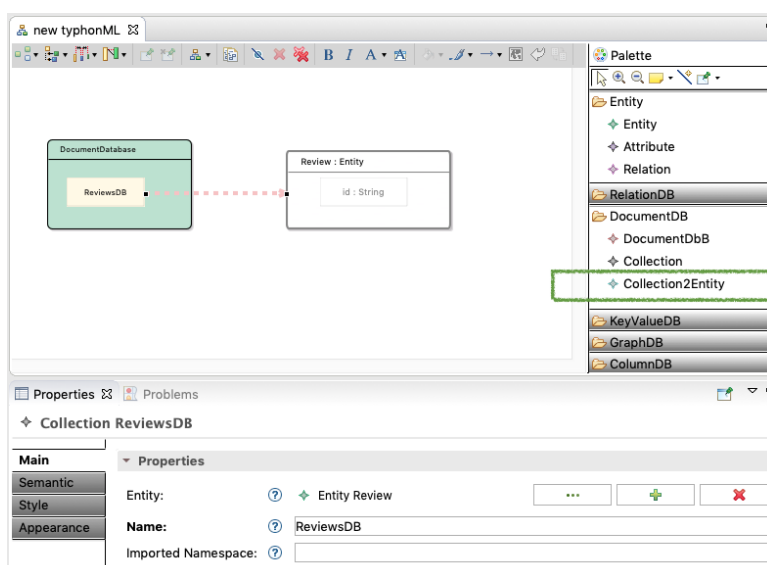 new typhonML
B I A
Palette
Entity
Entity
Attribute
Relation
RelationDB
DocumentDB
DocumentDbB
Collection
Collection2Entity
KeyValueDB
GraphDB
ColumnDB
DocumentDatabase
ReviewsDB
Review : Entity
id : String
Properties
Problems
Collection ReviewsDB
Main
Semantic
Style
Appearance
Properties
Entity: ? Entity Review ...
Name: ? ReviewsDB
Imported Namespace: ?